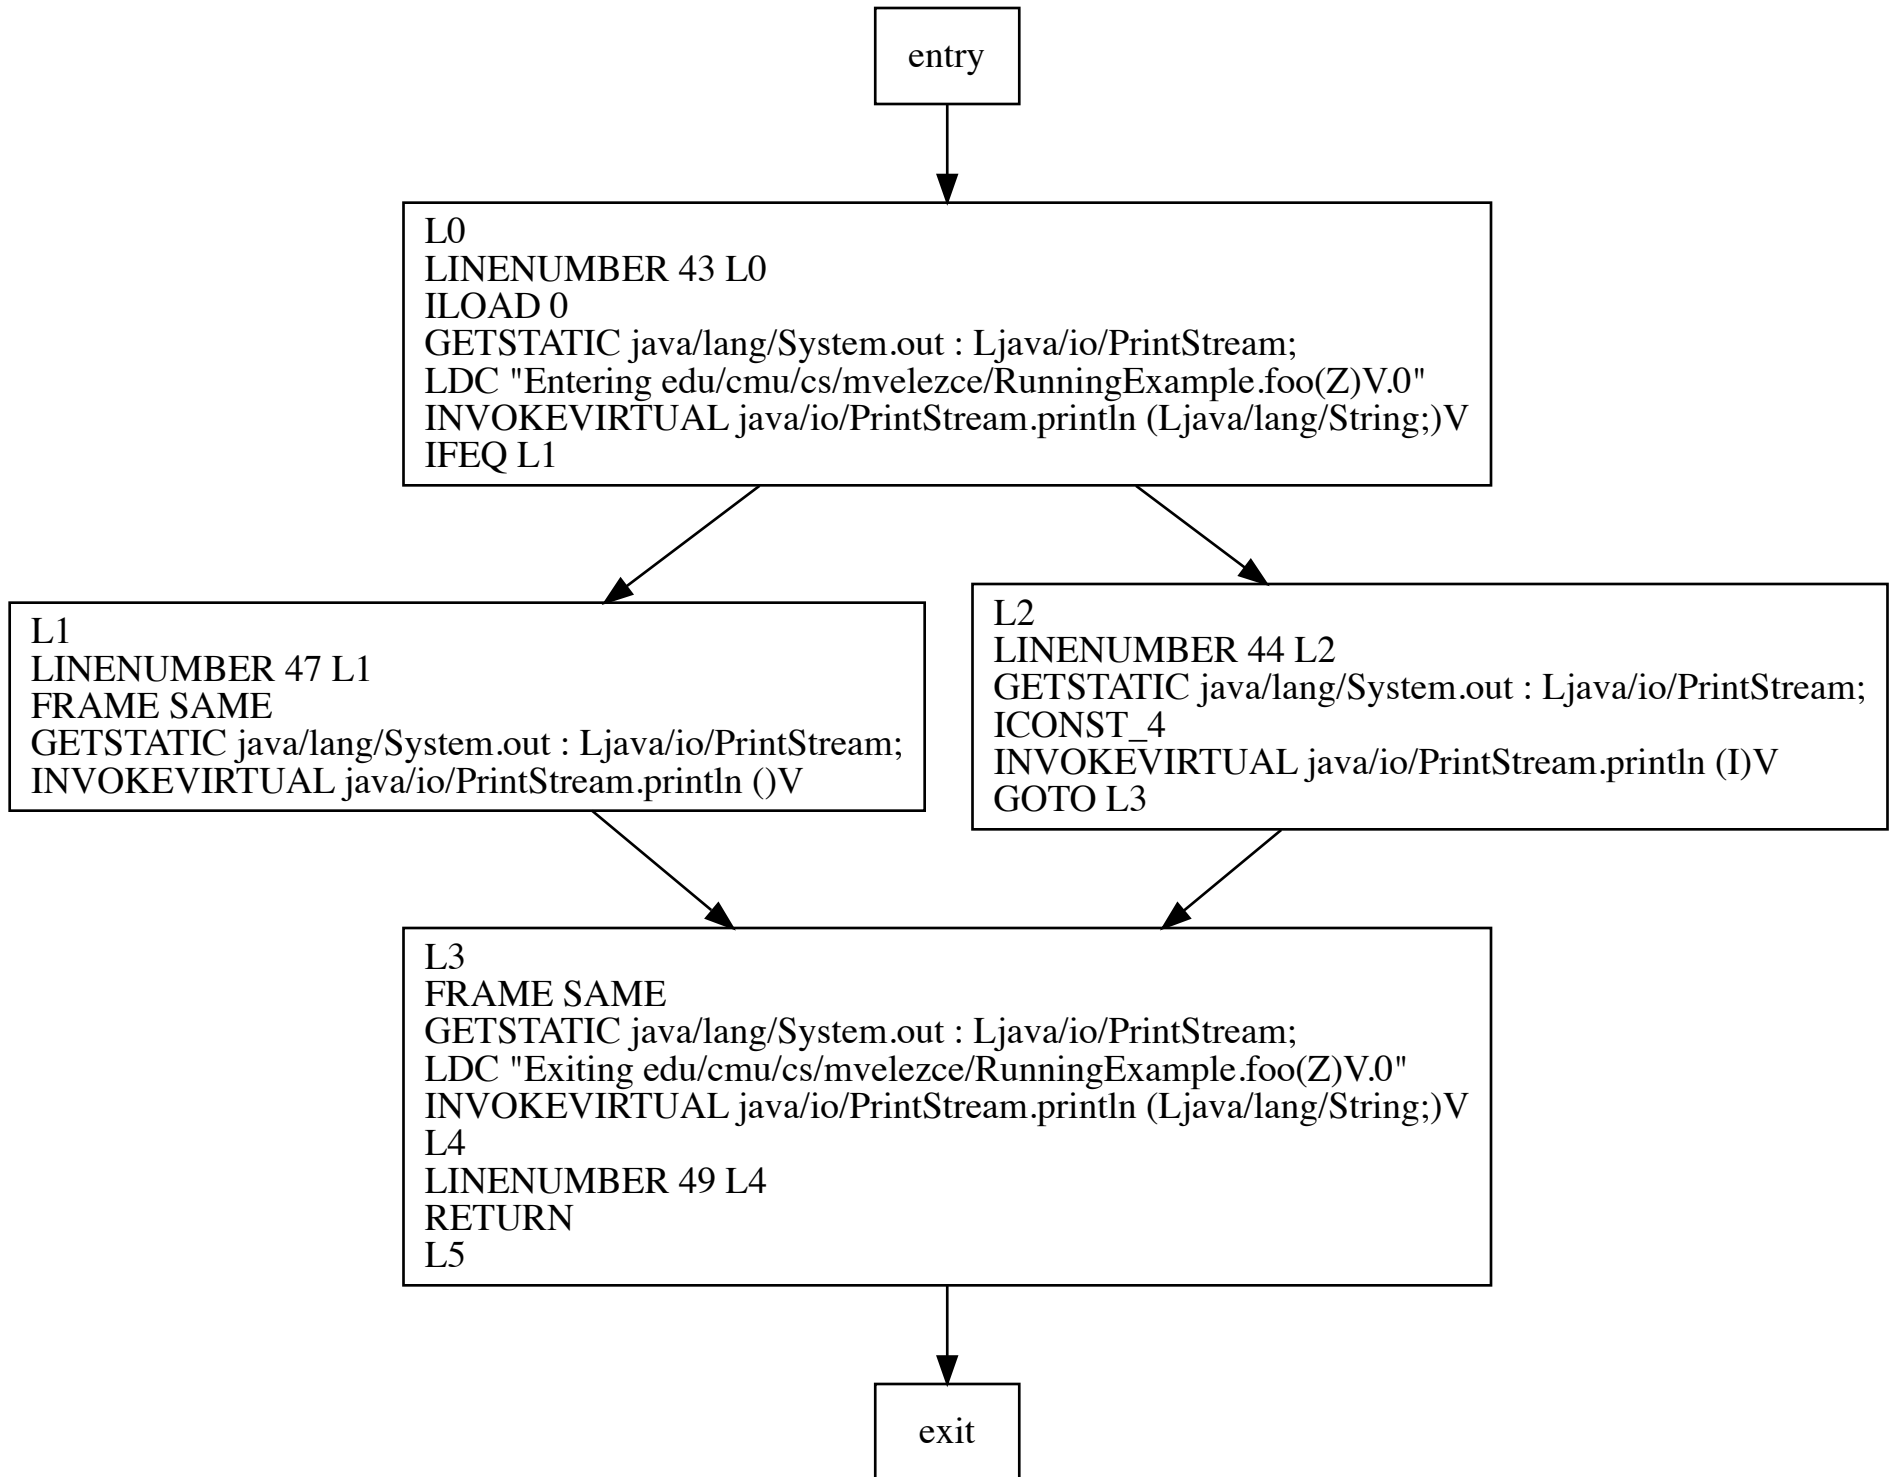 entry
L0
LINENUMBER 43 L0
ILOAD 0
GETSTATIC java/lang/System.out : Ljava/io/PrintStream;
LDC "Entering edu/cmu/cs/mvelezce/RunningExample.foo(Z)V.0"
INVOKEVIRTUAL java/io/PrintStream.println (Ljava/lang/String;)V
IFEQ L1
L1
LINENUMBER 47 L1
FRAME SAME
GETSTATIC java/lang/System.out : Ljava/io/PrintStream;
INVOKEVIRTUAL java/io/PrintStream.println ()V
L2
LINENUMBER 44 L2
GETSTATIC java/lang/System.out : Ljava/io/PrintStream;
ICONST_4
INVOKEVIRTUAL java/io/PrintStream.println (I)V
GOTO L3
L3
FRAME SAME
GETSTATIC java/lang/System.out : Ljava/io/PrintStream;
LDC "Exiting edu/cmu/cs/mvelezce/RunningExample.foo(Z)V.0"
INVOKEVIRTUAL java/io/PrintStream.println (Ljava/lang/String;)V
L4
LINENUMBER 49 L4
RETURN
L5
exit